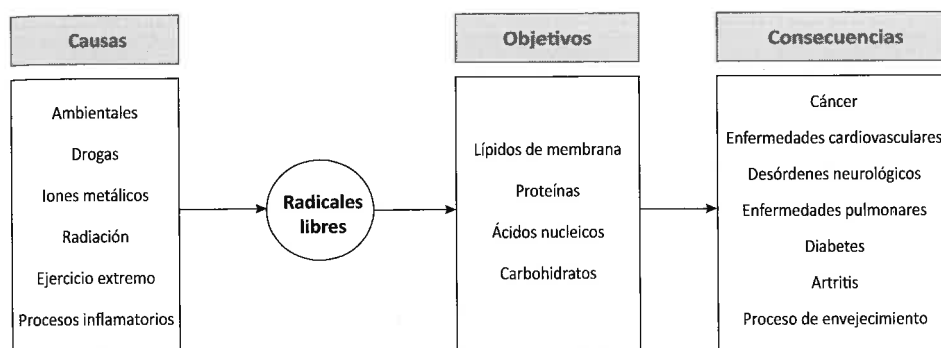 Causas
Ambientales
Drogas
Iones metálicos
Radiación
Ejercicio extremo
Procesos inflamatorios
Radicales
libres
Objetivos
Lípidos de membrana
Proteínas
Ácidos nucleicos
Carbohidratos
Consecuencias
Cáncer
Enfermedades cardiovasculares
Desórdenes neurológicos
Enfermedades pulmonares
Diabetes
Artritis
Proceso de envejecimiento